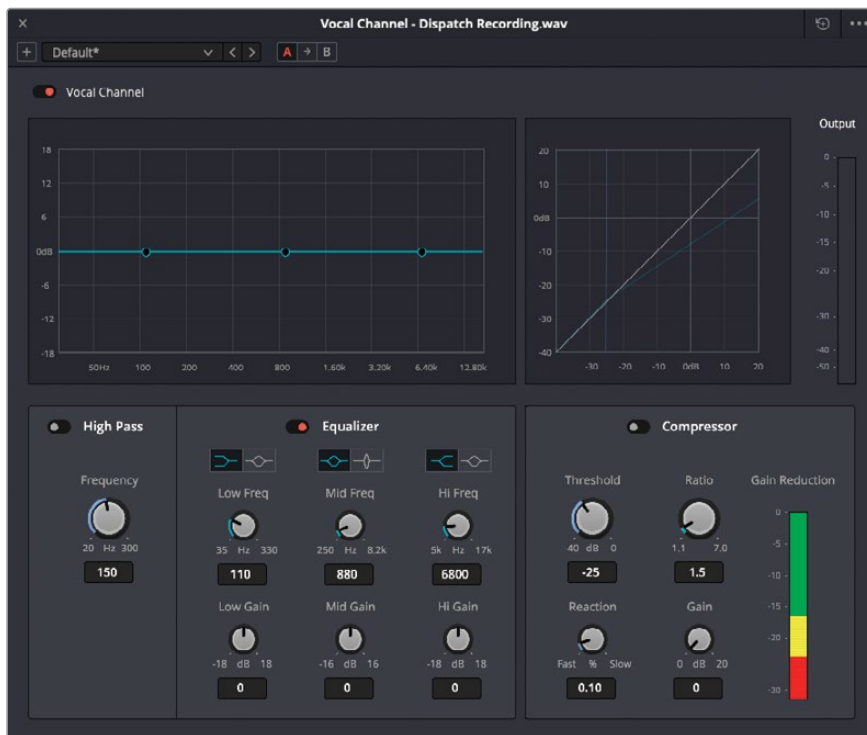 Vocal Channel - Dispatch Recording.wav
Default*
A B
Vocal Channel
Output
18
12
6
0dB
-6
-12
-18
50Hz 100 200 400 800 1.60k 3.20k 6.40k 12.80k
20
10
0dB
-10
-20
-30
-40
-30 -20 -10 0dB 10 20
0
-5
-10
-15
-20
-30
-40
-50
High Pass
Frequency
20 Hz 300
150
Equalizer
Low Freq Mid Freq Hi Freq
35 Hz 330 250 Hz 8.2k 5k Hz 17k
110 880 6800
Low Gain Mid Gain Hi Gain
-18 dB 18 -16 dB 16 -18 dB 18
0 0 0
Compressor
Threshold Ratio Gain Reduction
-40 dB 0 1.1 7.0
-25 1.5
Reaction Gain
Fast % Slow 0 dB 20
0.10 0
0
-5
-10
-15
-20
-30